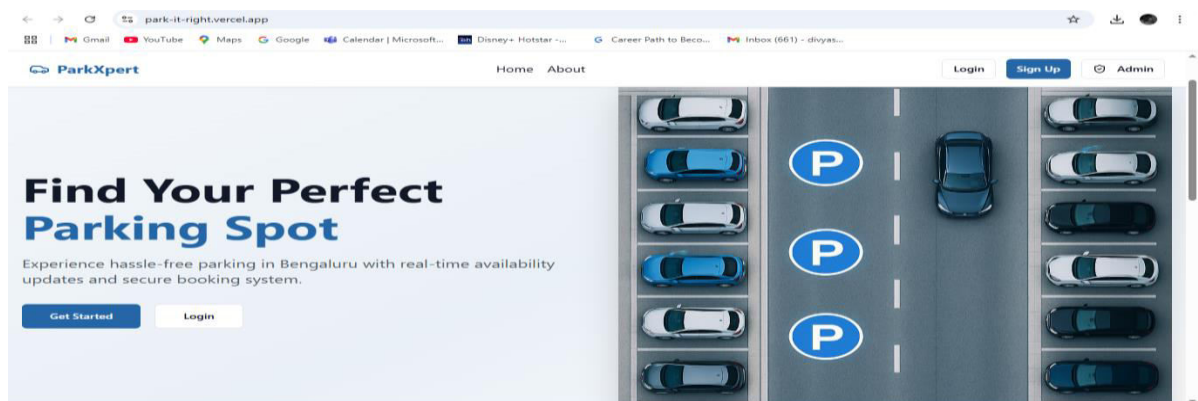 park-it-right.vercel.app
Gmail YouTube Maps Google Calendar | Microsoft... Disney+ Hotstar -... Career Path to Beco... Inbox (661) - divyas...
ParkXpert Home About Login Sign Up Admin
Find Your Perfect
Parking Spot
Experience hassle-free parking in Bengaluru with real-time availability
updates and secure booking system.
Get Started Login
P
P
P